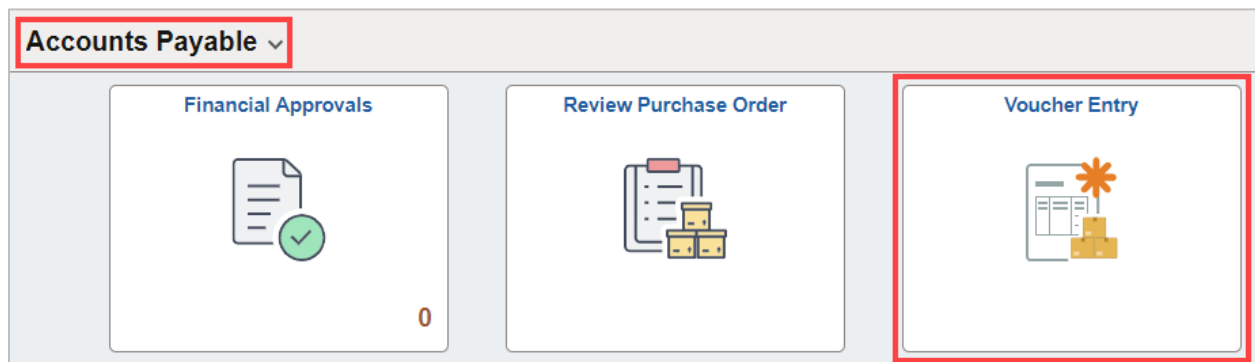 Accounts Payable
Financial Approvals
Review Purchase Order
Voucher Entry
0